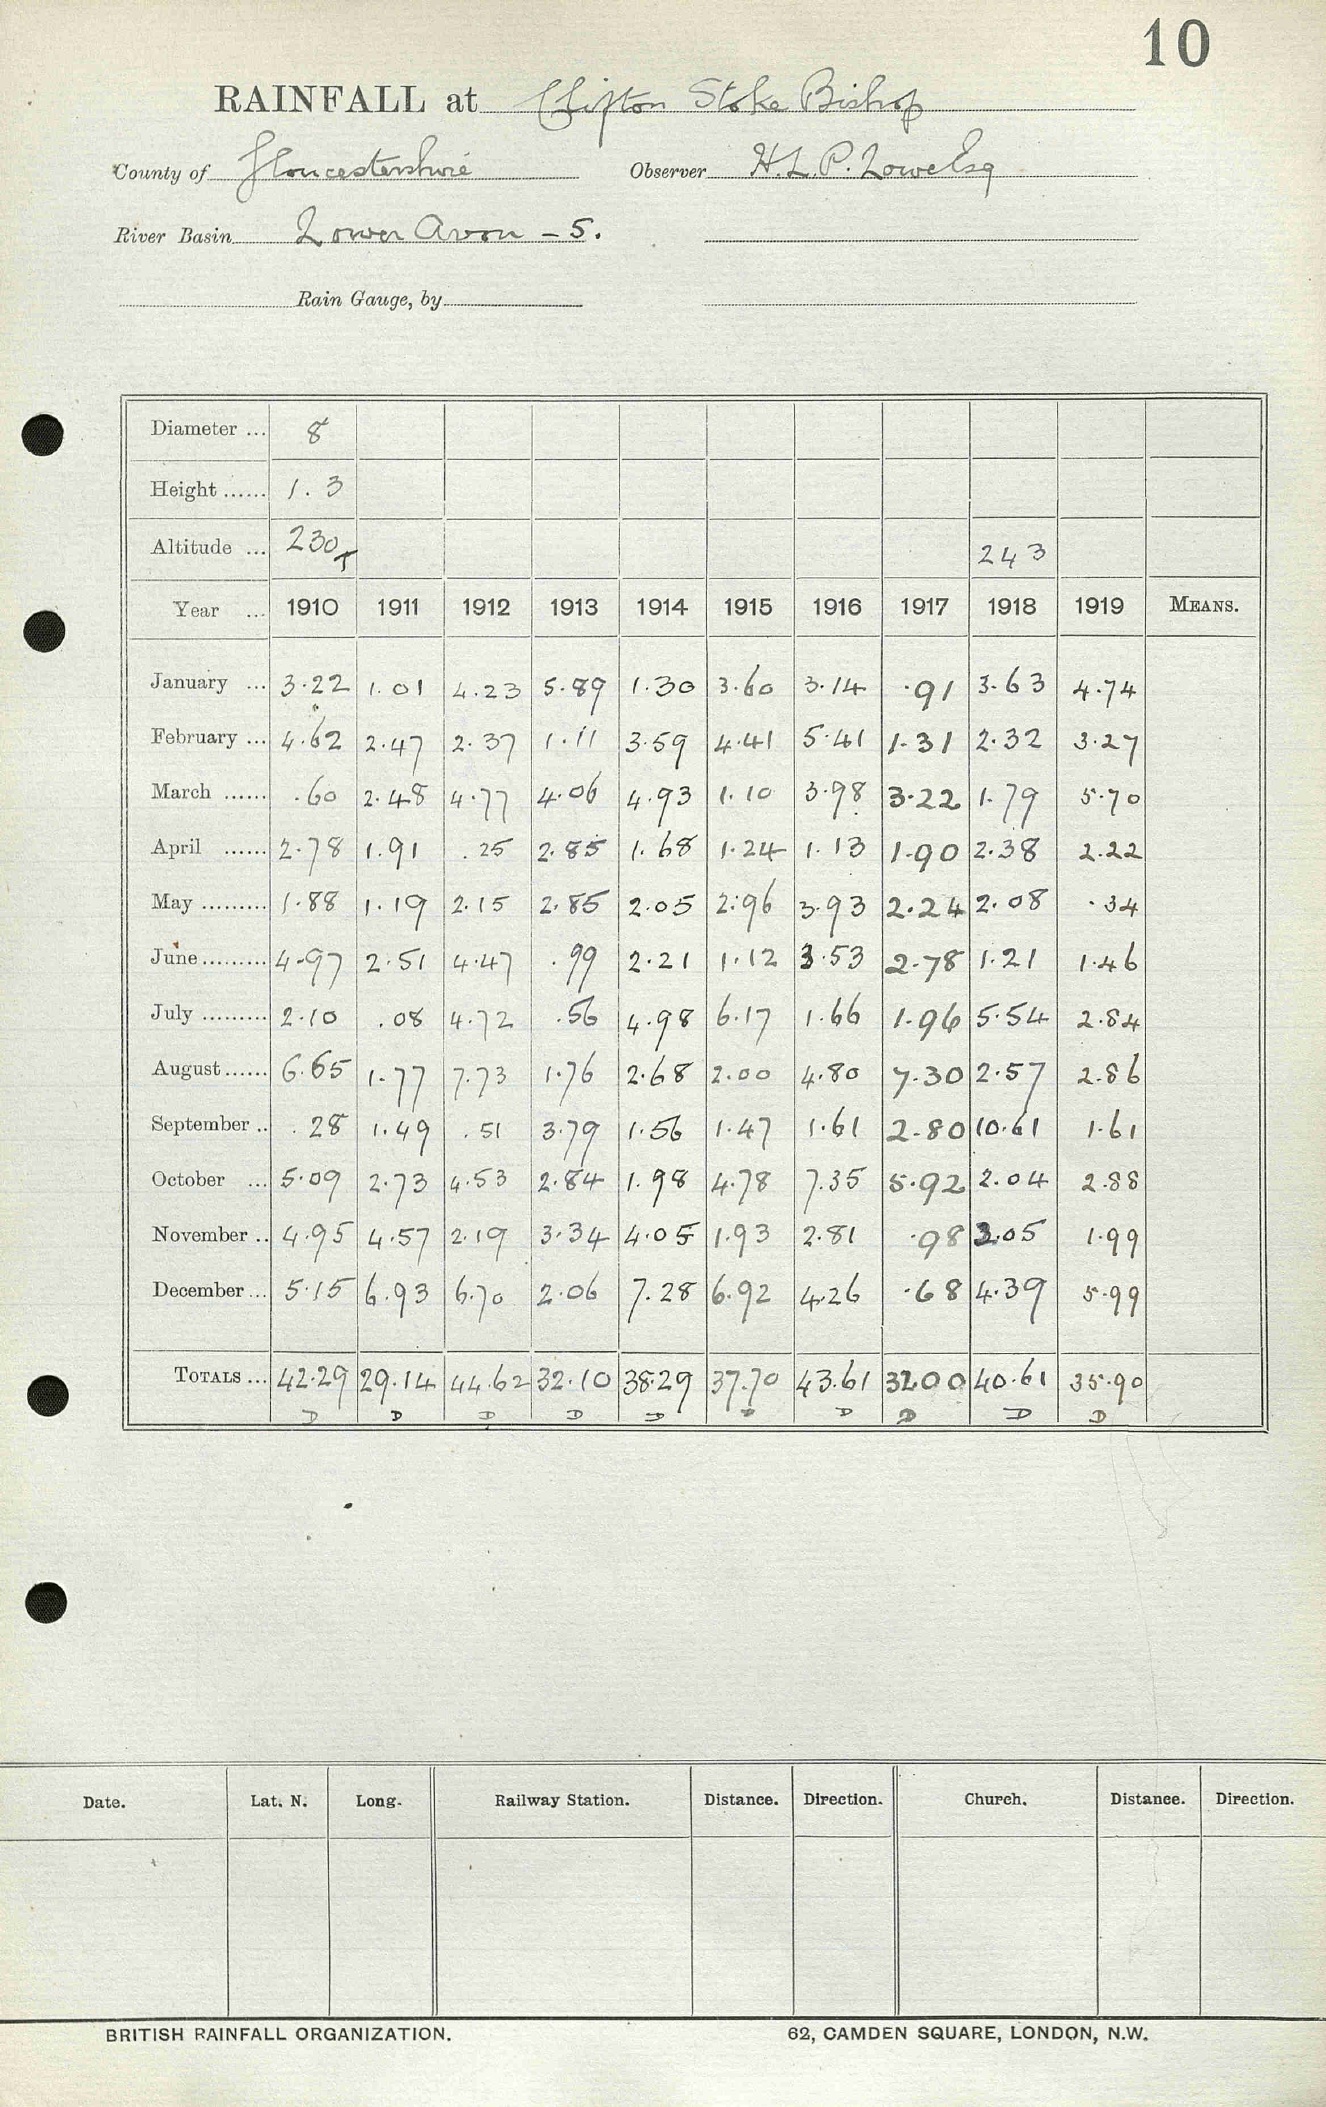 10
RAINFALL at Clifton Stoke Bishop
County of Gloucestershire Observer H.L.P. Lowe Esq
River Basin Lower Avon - 5.
Rain Gauge, by
Diameter ... 8
Height ...... 1.3
Altitude ... 230T 243
Year ... 1910 1911 1912 1913 1914 1915 1916 1917 1918 1919 MEANS.
January ... 3.22 1.01 4.23 5.89 1.30 3.60 3.14 .91 3.63 4.74
February ... 4.62 2.47 2.37 1.11 3.59 4.41 5.41 1.31 2.32 3.27
March ...... .60 2.48 4.77 4.06 4.93 1.10 3.98 3.22 1.79 5.70
April ...... 2.78 1.91 .25 2.85 1.68 1.24 1.13 1.90 2.38 2.22
May ......... 1.88 1.19 2.15 2.85 2.05 2.96 3.93 2.24 2.08 .34
June ......... 4.97 2.51 4.47 .99 2.21 1.12 3.53 2.78 1.21 1.46
July ......... 2.10 .08 4.72 .56 4.98 6.17 1.66 1.96 5.54 2.84
August ...... 6.65 1.77 7.73 1.76 2.68 2.00 4.80 7.30 2.57 2.86
September .. .28 1.49 .51 3.79 1.56 1.47 1.61 2.80 10.61 1.61
October ... 5.09 2.73 4.53 2.84 1.98 4.78 7.35 5.92 2.04 2.88
November .. 4.95 4.57 2.19 3.34 4.05 1.93 2.81 .98 2.05 1.99
December ... 5.15 6.93 6.70 2.06 7.28 6.92 4.26 .68 4.39 5.99
TOTALS ... 42.29 29.14 44.62 32.10 38.29 37.70 43.61 32.00 40.61 35.90
D D D D D D D D D D
Date. Lat. N. Long. Railway Station. Distance. Direction. Church. Distance. Direction.
BRITISH RAINFALL ORGANIZATION. 62, CAMDEN SQUARE, LONDON, N.W.